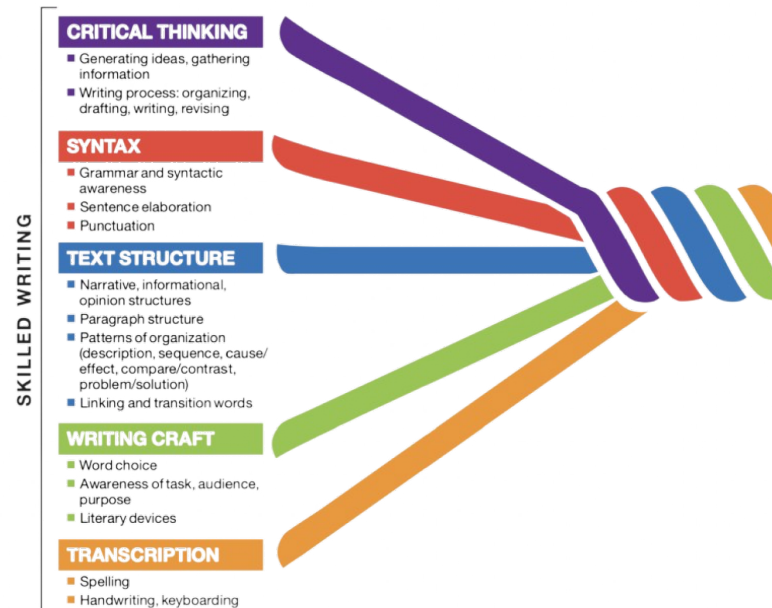 SKILLED WRITING
CRITICAL THINKING
■ Generating ideas, gathering
information
■ Writing process: organizing,
drafting, writing, revising
SYNTAX
■ Grammar and syntactic
awareness
■ Sentence elaboration
■ Punctuation
TEXT STRUCTURE
■ Narrative, informational,
opinion structures
■ Paragraph structure
■ Patterns of organization
(description, sequence, cause/
effect, compare/contrast,
problem/solution)
■ Linking and transition words
WRITING CRAFT
■ Word choice
■ Awareness of task, audience,
purpose
■ Literary devices
TRANSCRIPTION
■ Spelling
■ Handwriting, keyboarding